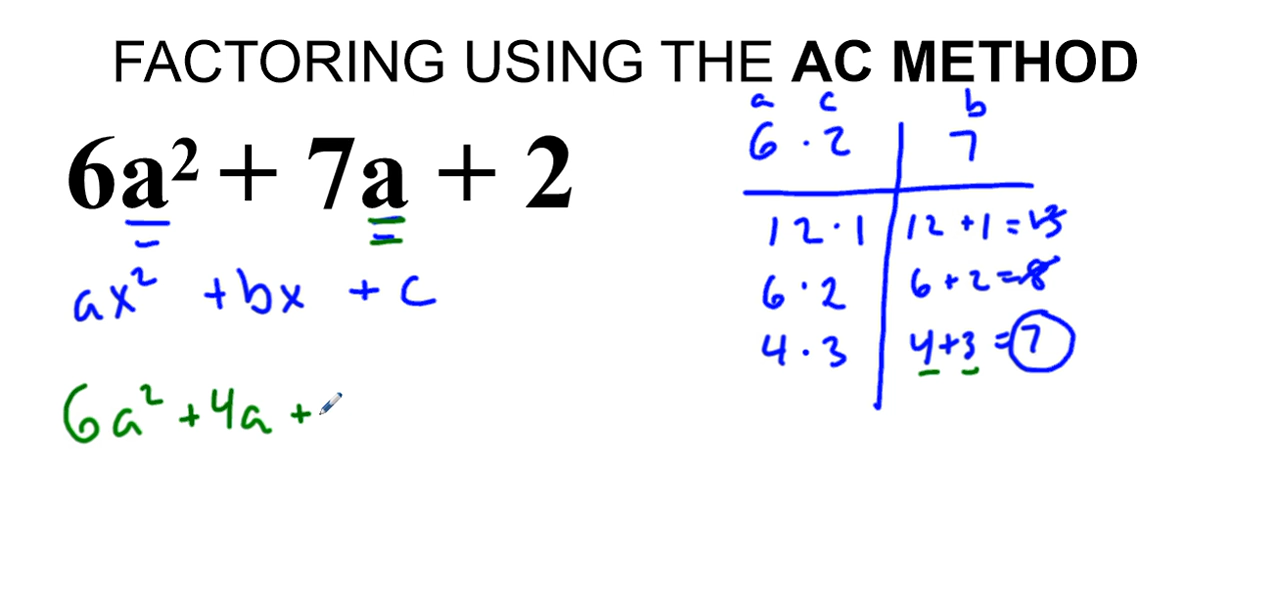 FACTORING USING THE AC METHOD
a c b
6 · 2 7
6a² + 7a + 2
12 · 1 12 + 1 = 13
ax² + bx + c
6 · 2 6 + 2 = 8
4 · 3 4 + 3 = 7
6a² + 4a +